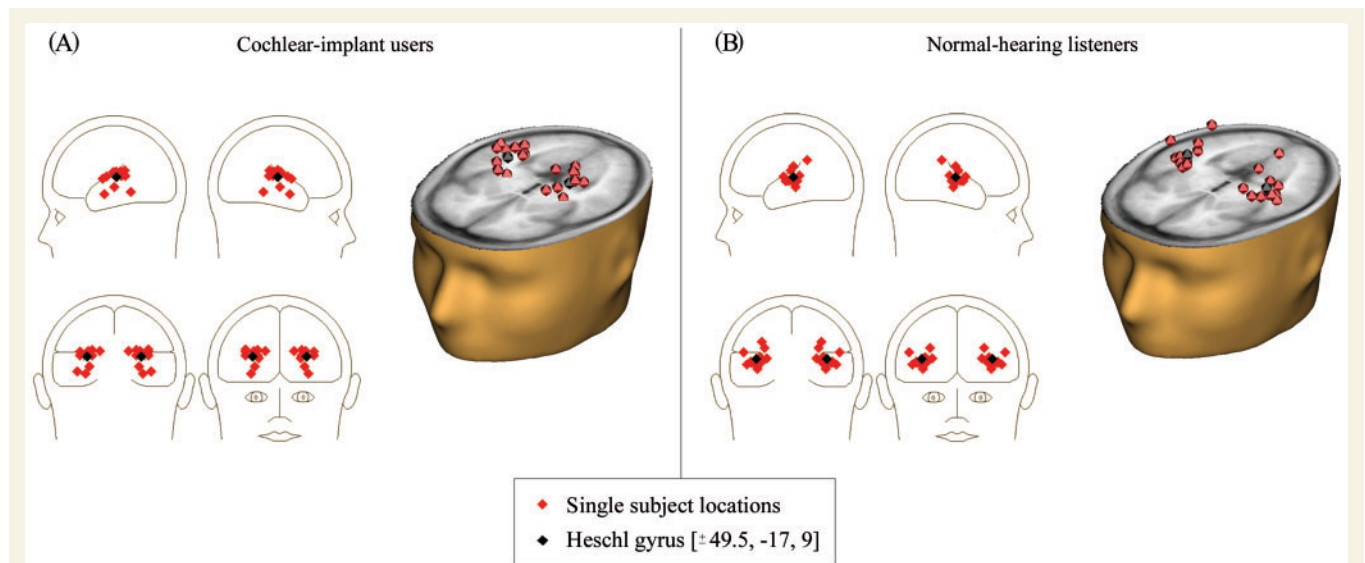 (A)
Cochlear-implant users
(B)
Normal-hearing listeners
Single subject locations
Heschl gyrus [±49.5, -17, 9]